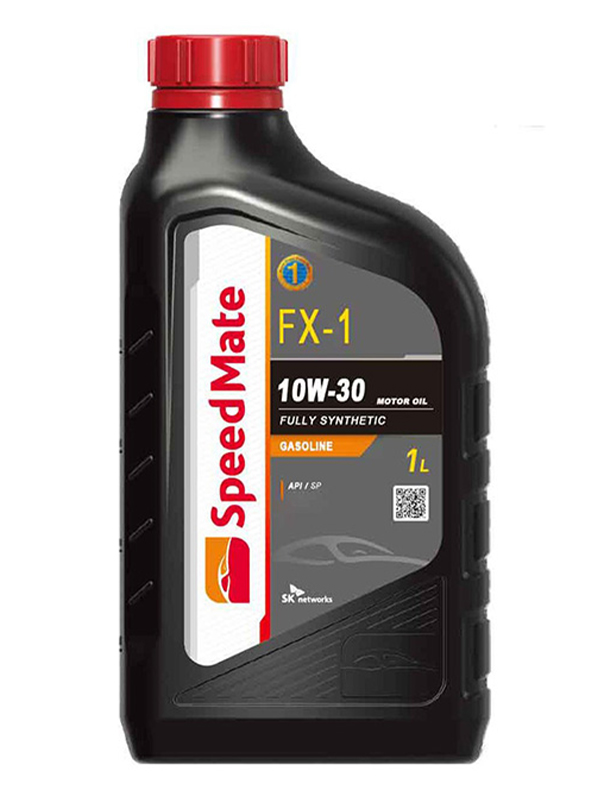 SpeedMate
1
FX-1
10W-30 MOTOR OIL
FULLY SYNTHETIC
GASOLINE
1L
API / SP
SK networks